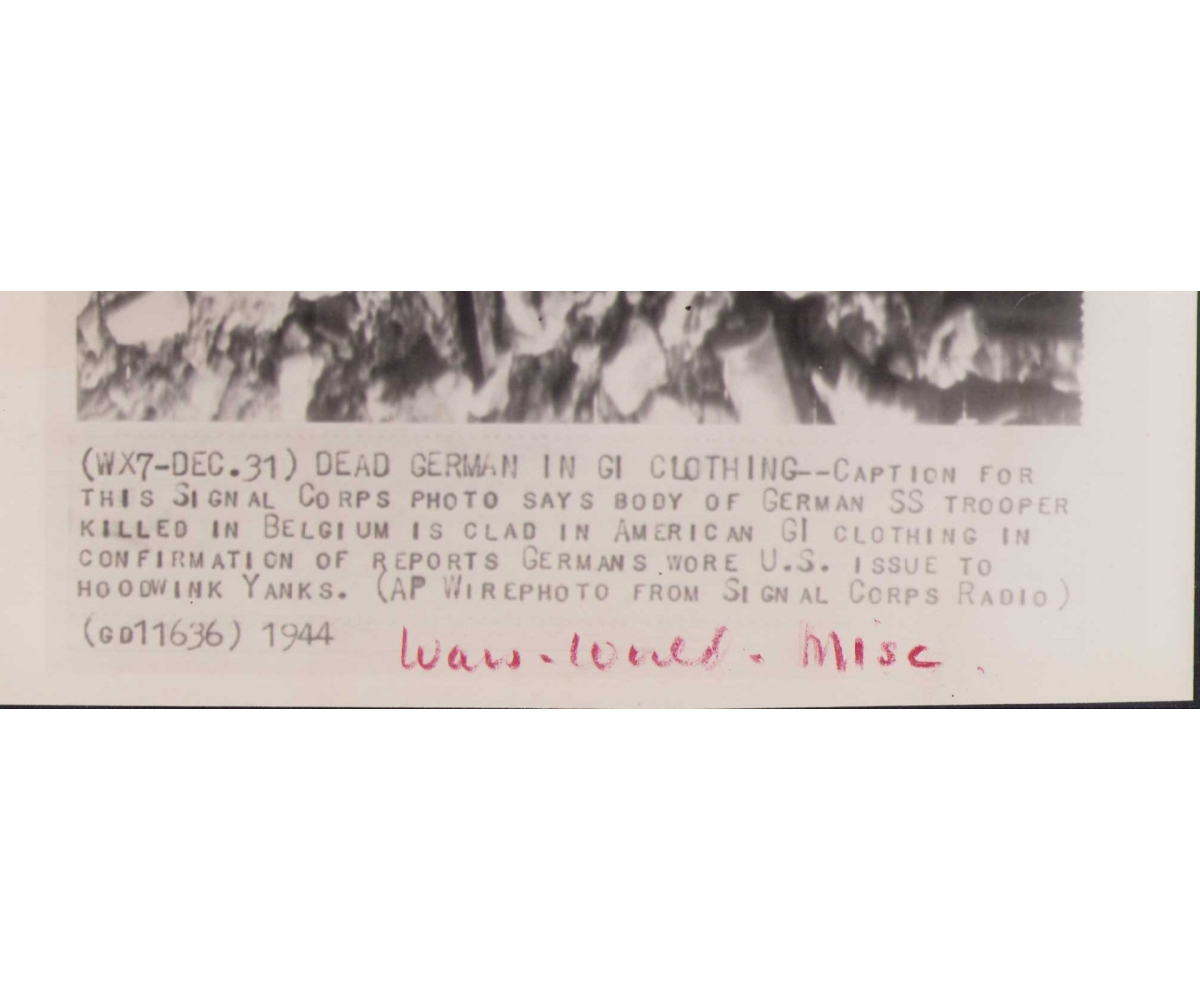 (WX7-DEC.31) DEAD GERMAN IN GI CLOTHING--CAPTION FOR
THIS SIGNAL CORPS PHOTO SAYS BODY OF GERMAN SS TROOPER
KILLED IN BELGIUM IS CLAD IN AMERICAN GI CLOTHING IN
CONFIRMATION OF REPORTS GERMANS WORE U.S. ISSUE TO
HOODWINK YANKS. (AP WIREPHOTO FROM SIGNAL CORPS RADIO)
(GD11636) 1944
Wars - World - Misc.